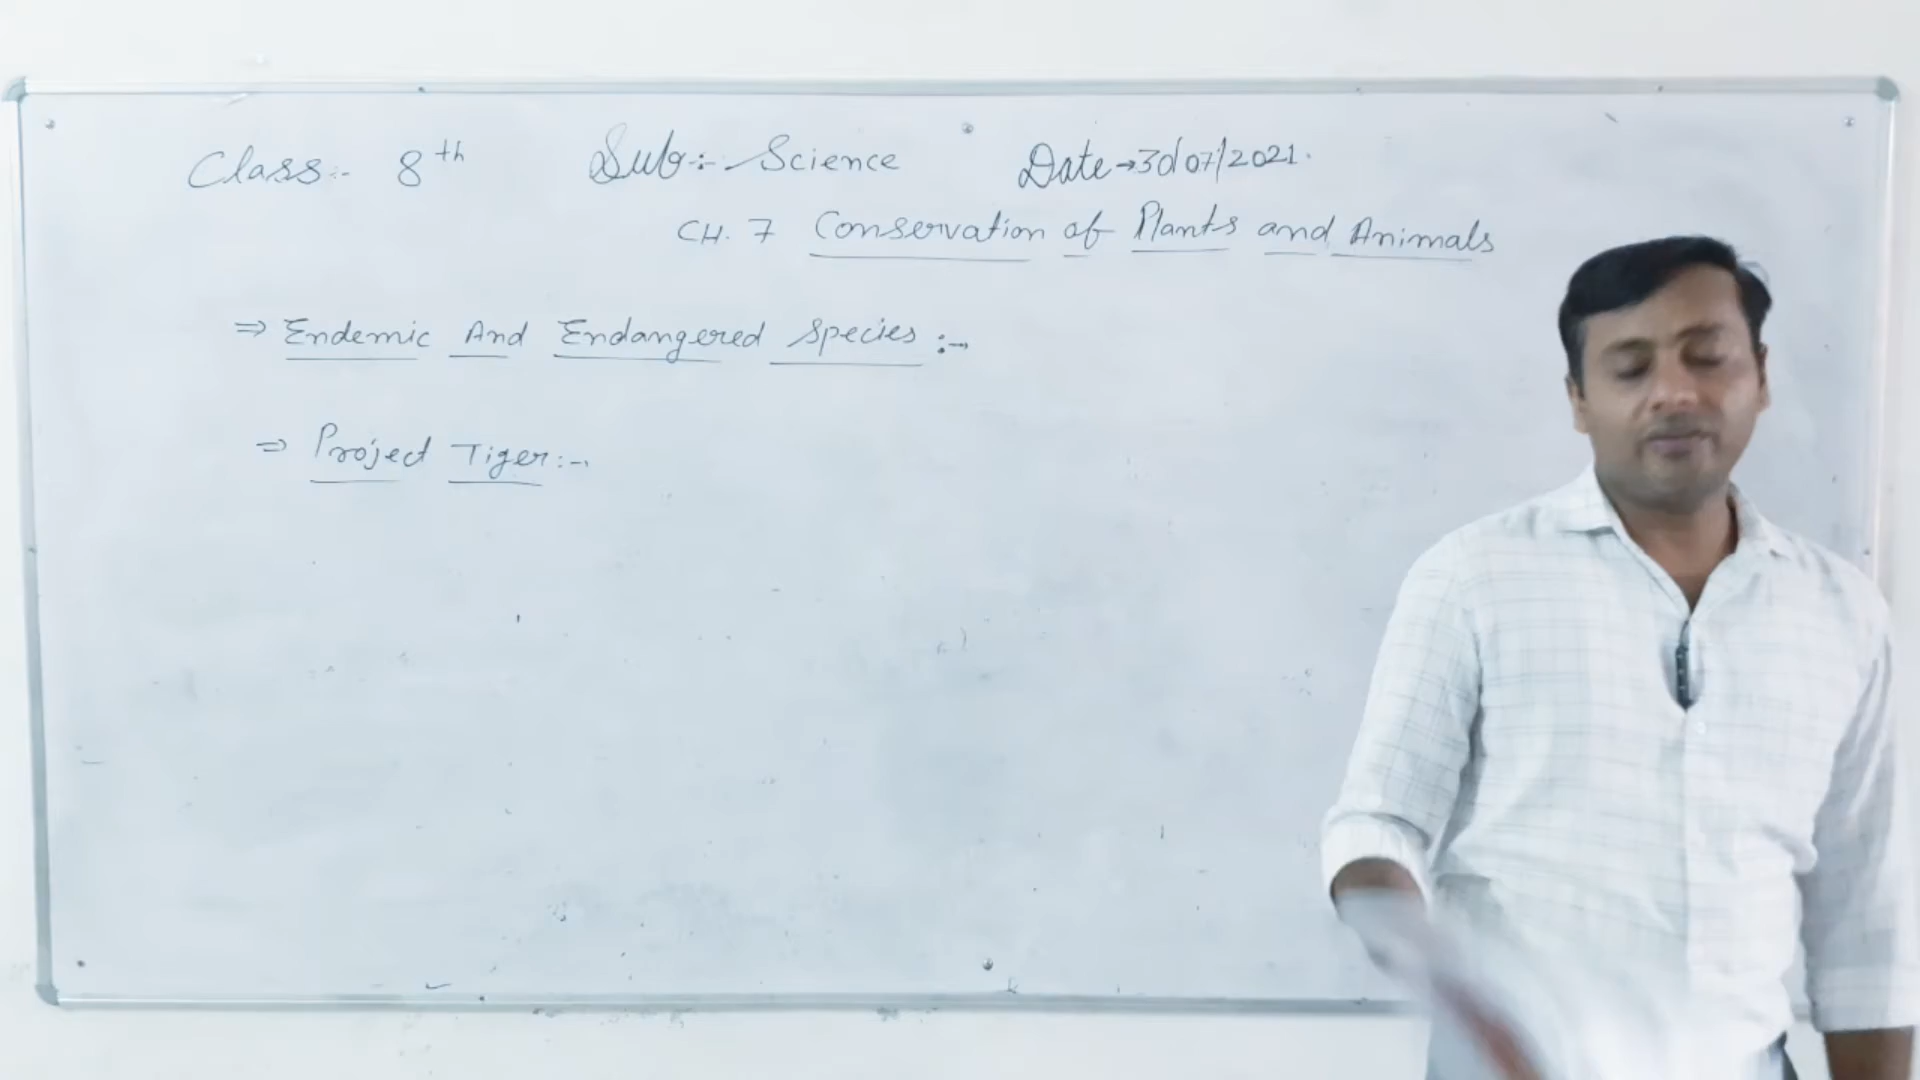 Class:- 8th Sub:- Science Date→30/07/2021.
CH. 7 Conservation of Plants and Animals
⇒ Endemic And Endangered Species:-
⇒ Project Tiger:-